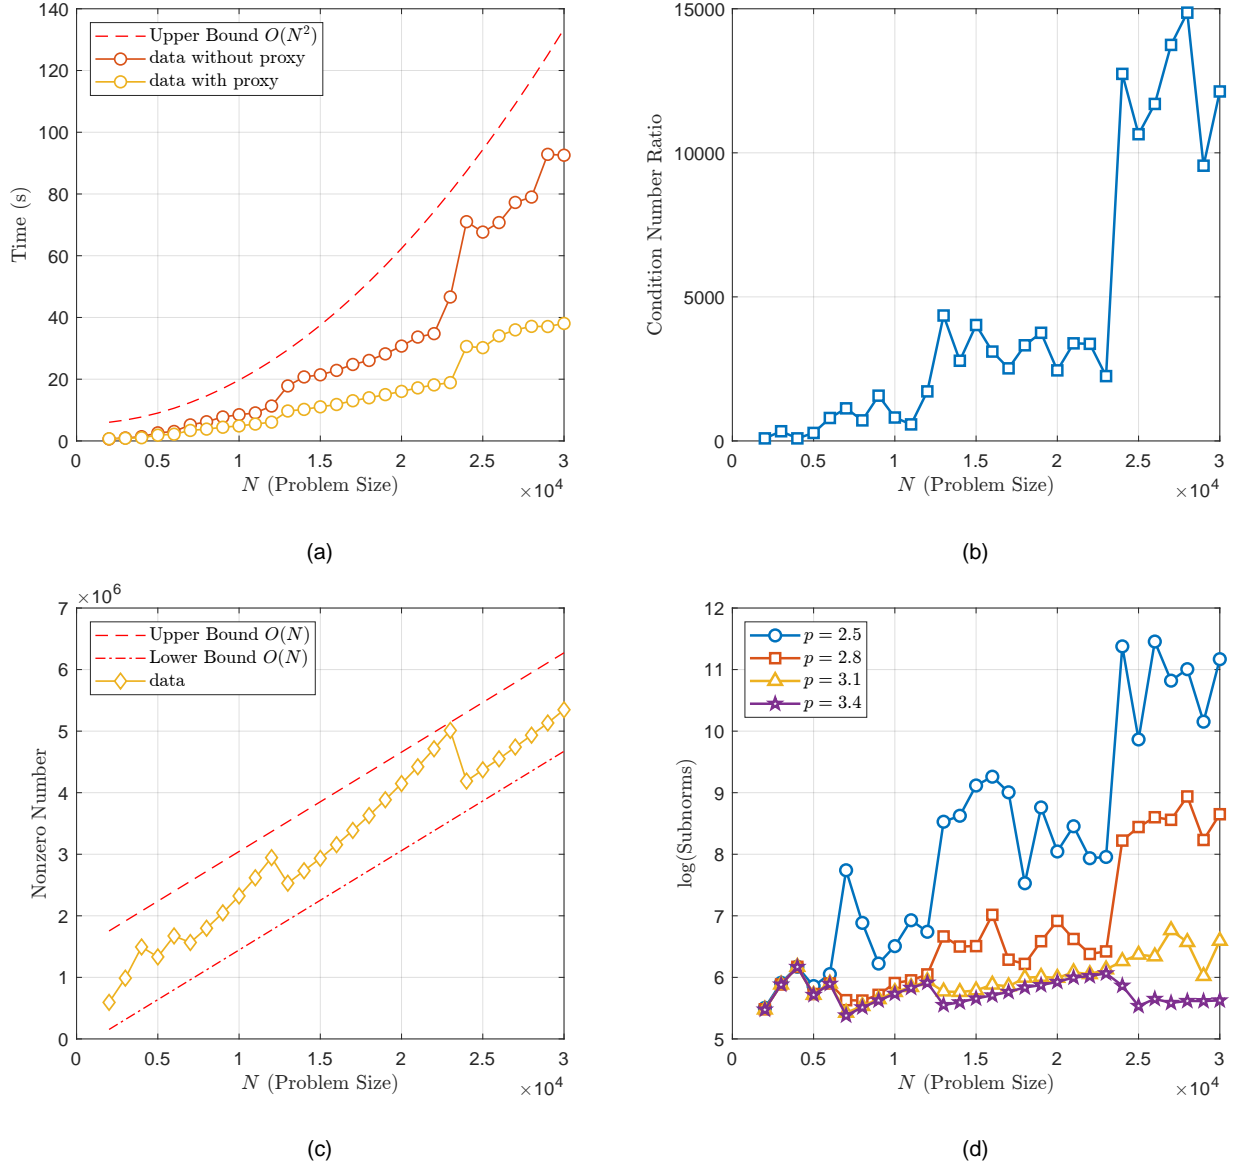 140
120
100
80
60
40
20
0
Time (s)
Upper Bound O(N²)
data without proxy
data with proxy
0 0.5 1 1.5 2 2.5 3
N (Problem Size)
×10⁴
(a)
15000
10000
5000
0
Condition Number Ratio
0 0.5 1 1.5 2 2.5 3
N (Problem Size)
×10⁴
(b)
×10⁶
7
6
5
4
3
2
1
0
Nonzero Number
Upper Bound O(N)
Lower Bound O(N)
data
0 0.5 1 1.5 2 2.5 3
N (Problem Size)
×10⁴
(c)
12
11
10
9
8
7
6
5
log(Subnorms)
p = 2.5
p = 2.8
p = 3.1
p = 3.4
0 0.5 1 1.5 2 2.5 3
N (Problem Size)
×10⁴
(d)